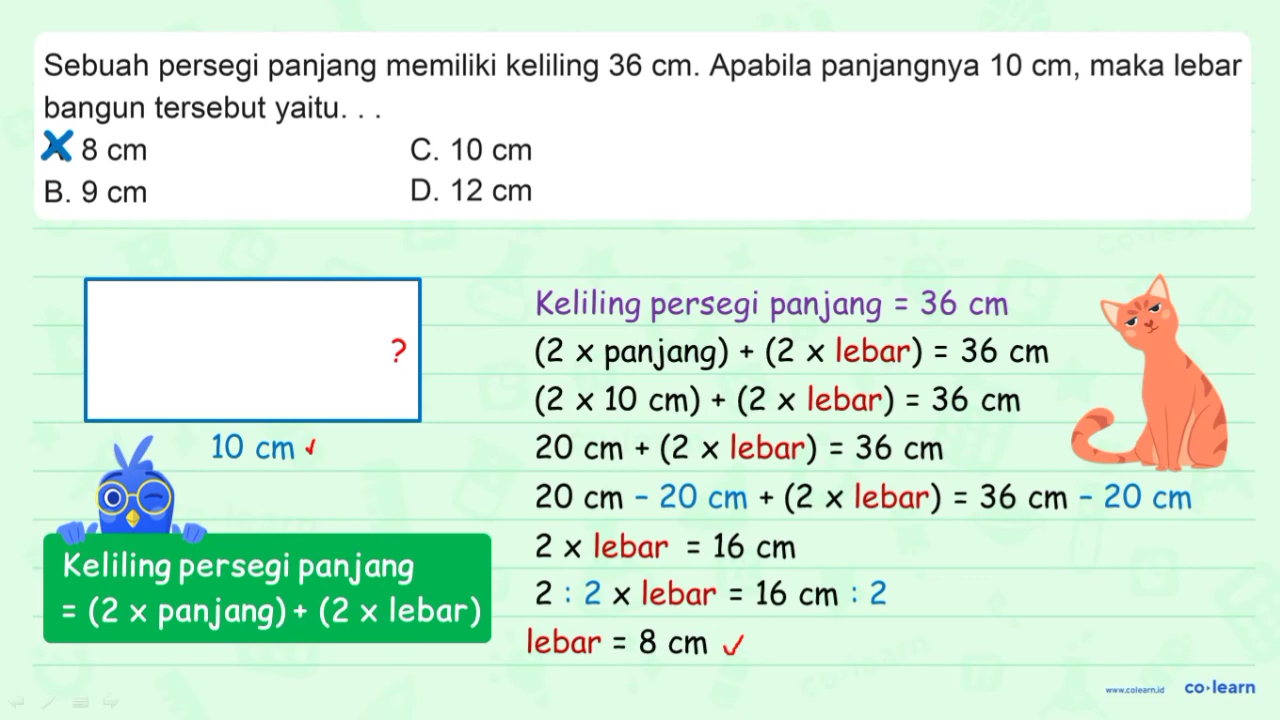 Sebuah persegi panjang memiliki keliling 36 cm. Apabila panjangnya 10 cm, maka lebar
bangun tersebut yaitu. . .
8 cm
C. 10 cm
B. 9 cm
D. 12 cm
?
10 cm
Keliling persegi panjang
= (2 x panjang) + (2 x lebar)
Keliling persegi panjang = 36 cm
(2 x panjang) + (2 x lebar) = 36 cm
(2 x 10 cm) + (2 x lebar) = 36 cm
20 cm + (2 x lebar) = 36 cm
20 cm – 20 cm + (2 x lebar) = 36 cm – 20 cm
2 x lebar = 16 cm
2 : 2 x lebar = 16 cm : 2
lebar = 8 cm
www.colearn.id co·learn